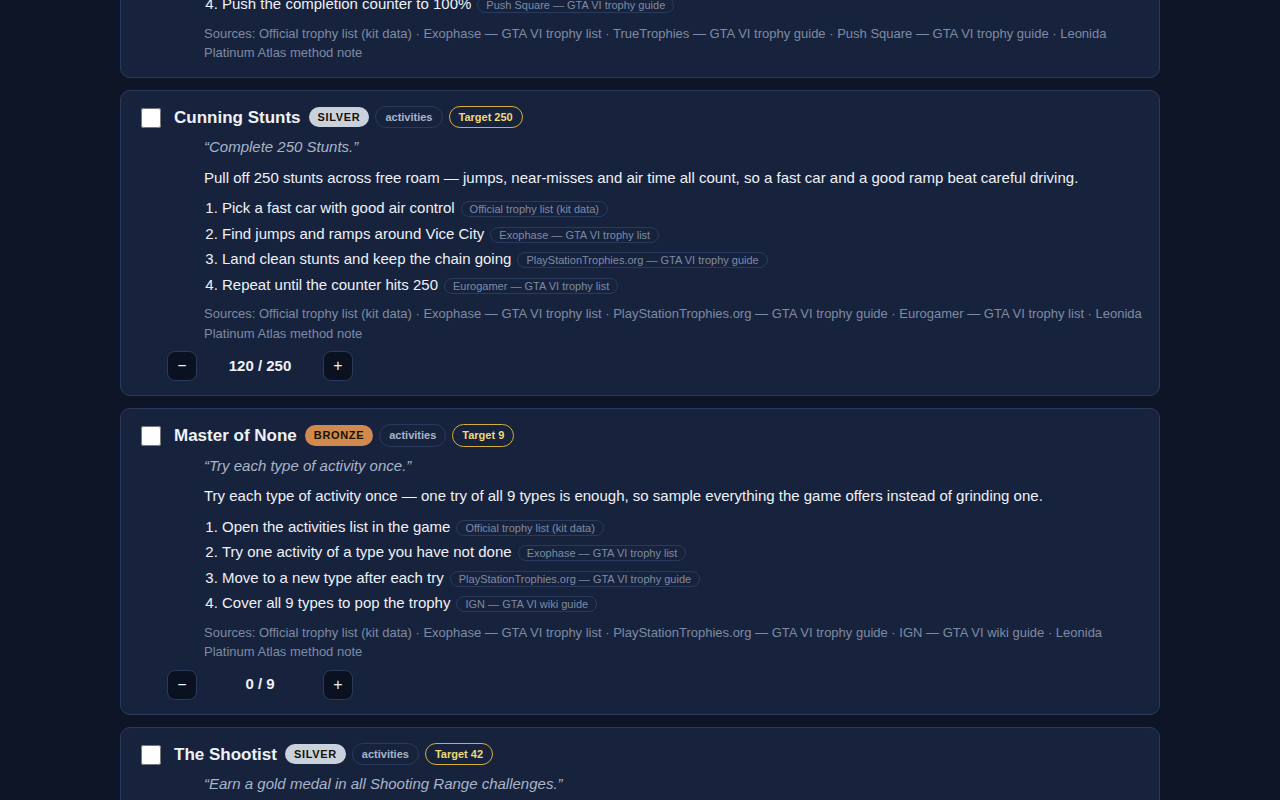 4. Push the completion counter to 100% Push Square — GTA VI trophy guide
Sources: Official trophy list (kit data) · Exophase — GTA VI trophy list · TrueTrophies — GTA VI trophy guide · Push Square — GTA VI trophy guide · Leonida
Platinum Atlas method note
Cunning Stunts SILVER activities Target 250
“Complete 250 Stunts.”
Pull off 250 stunts across free roam — jumps, near-misses and air time all count, so a fast car and a good ramp beat careful driving.
1. Pick a fast car with good air control Official trophy list (kit data)
2. Find jumps and ramps around Vice City Exophase — GTA VI trophy list
3. Land clean stunts and keep the chain going PlayStationTrophies.org — GTA VI trophy guide
4. Repeat until the counter hits 250 Eurogamer — GTA VI trophy list
Sources: Official trophy list (kit data) · Exophase — GTA VI trophy list · PlayStationTrophies.org — GTA VI trophy guide · Eurogamer — GTA VI trophy list · Leonida
Platinum Atlas method note
− 120 / 250 +
Master of None BRONZE activities Target 9
“Try each type of activity once.”
Try each type of activity once — one try of all 9 types is enough, so sample everything the game offers instead of grinding one.
1. Open the activities list in the game Official trophy list (kit data)
2. Try one activity of a type you have not done Exophase — GTA VI trophy list
3. Move to a new type after each try PlayStationTrophies.org — GTA VI trophy guide
4. Cover all 9 types to pop the trophy IGN — GTA VI wiki guide
Sources: Official trophy list (kit data) · Exophase — GTA VI trophy list · PlayStationTrophies.org — GTA VI trophy guide · IGN — GTA VI wiki guide · Leonida
Platinum Atlas method note
− 0 / 9 +
The Shootist SILVER activities Target 42
“Earn a gold medal in all Shooting Range challenges.”